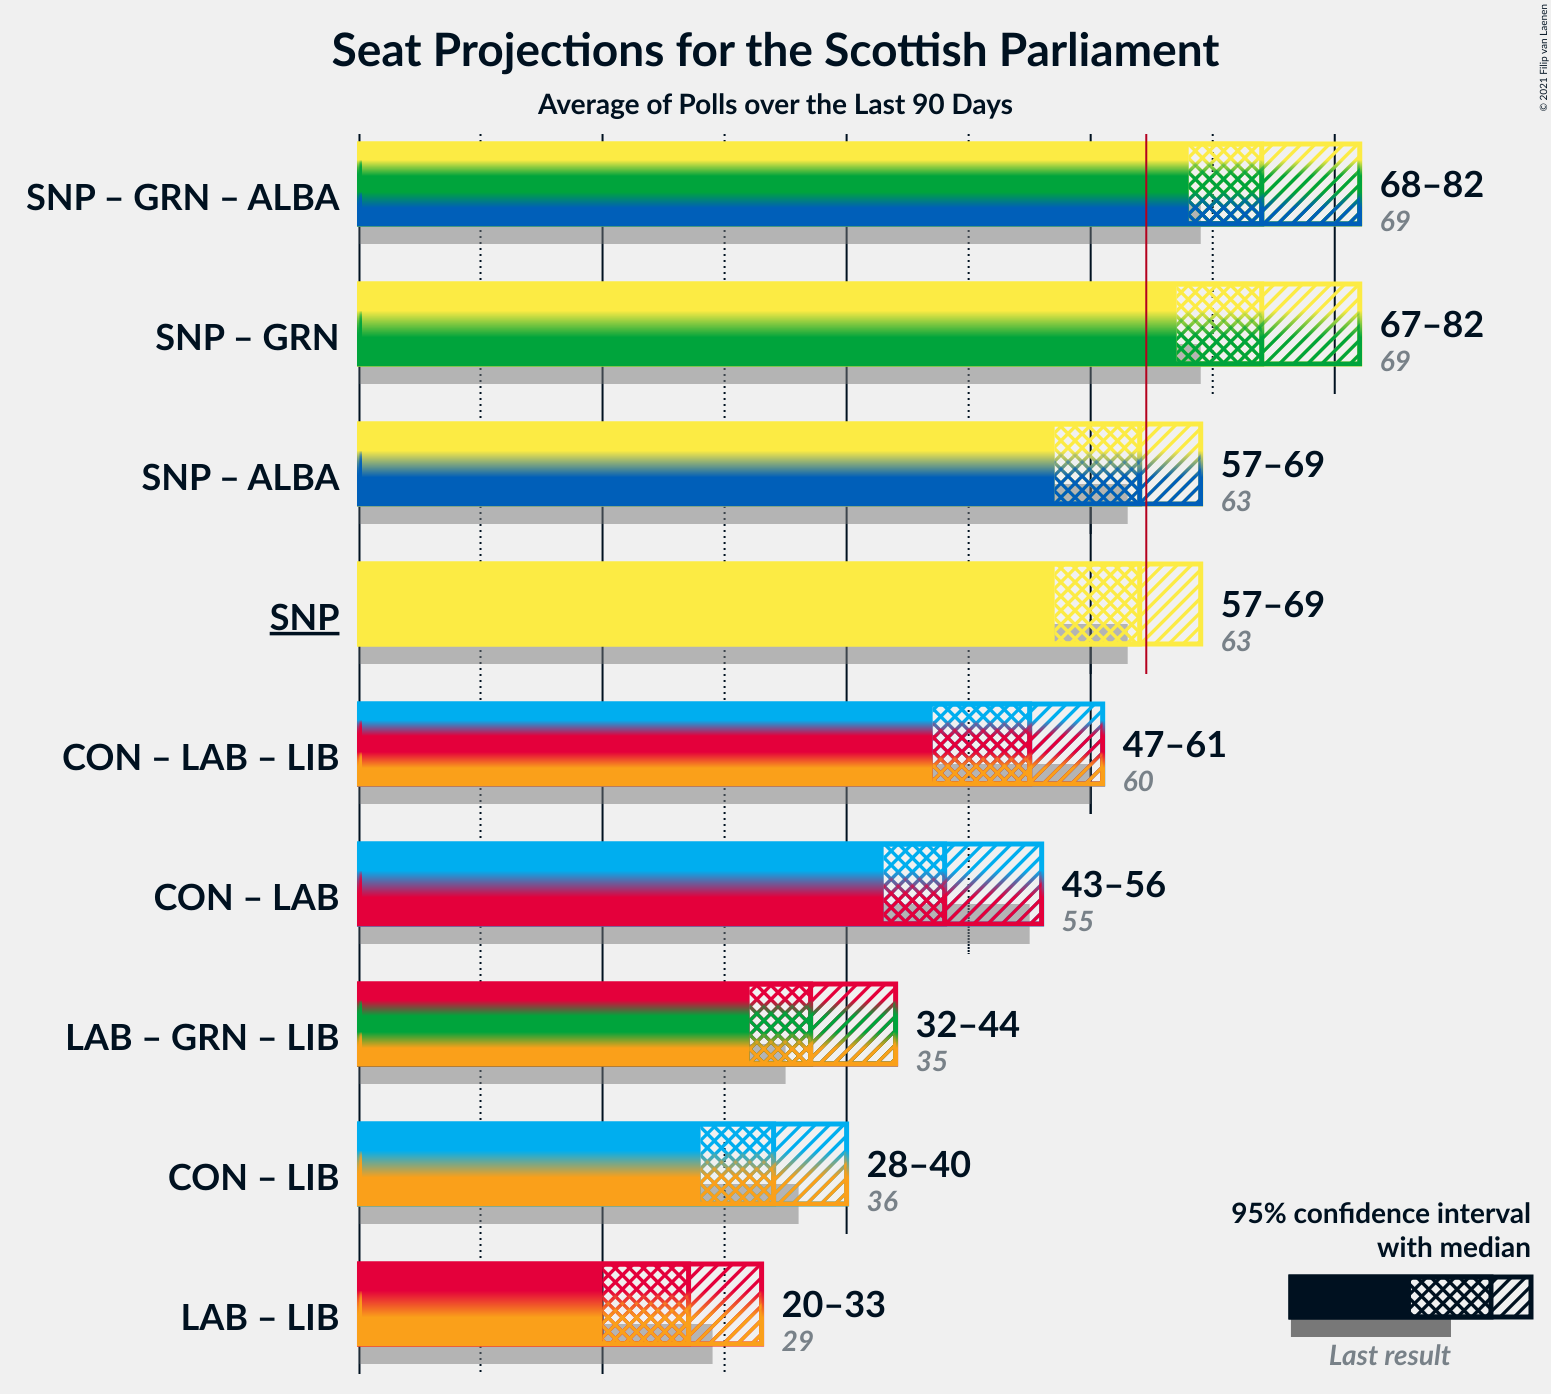 Seat Projections for the Scottish Parliament
Average of Polls over the Last 90 Days
© 2021 Filip van Laenen
SNP – GRN – ALBA
68–82
69
SNP – GRN
67–82
69
SNP – ALBA
57–69
63
SNP
57–69
63
CON – LAB – LIB
47–61
60
CON – LAB
43–56
55
LAB – GRN – LIB
32–44
35
CON – LIB
28–40
36
LAB – LIB
20–33
29
95% confidence interval
with median
Last result